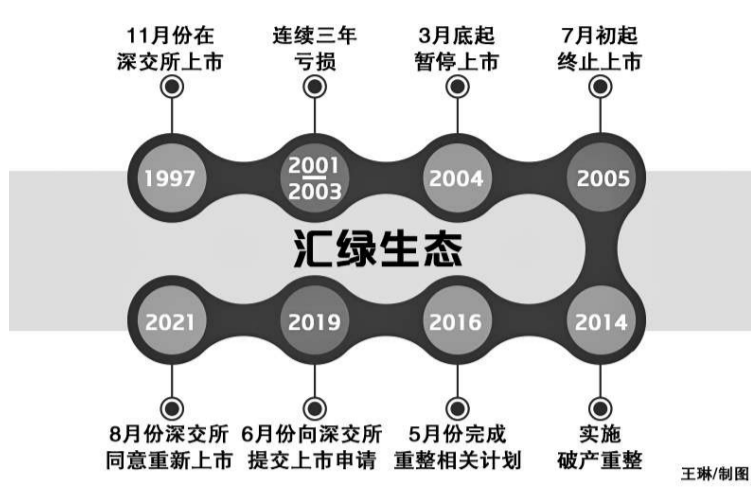 11月份在
深交所上市
连续三年
亏损
3月底起
暂停上市
7月初起
终止上市
1997
2001
2003
2004
2005
汇绿生态
2021
2019
2016
2014
8月份深交所
同意重新上市
6月份向深交所
提交上市申请
5月份完成
重整相关计划
实施
破产重整
王琳/制图